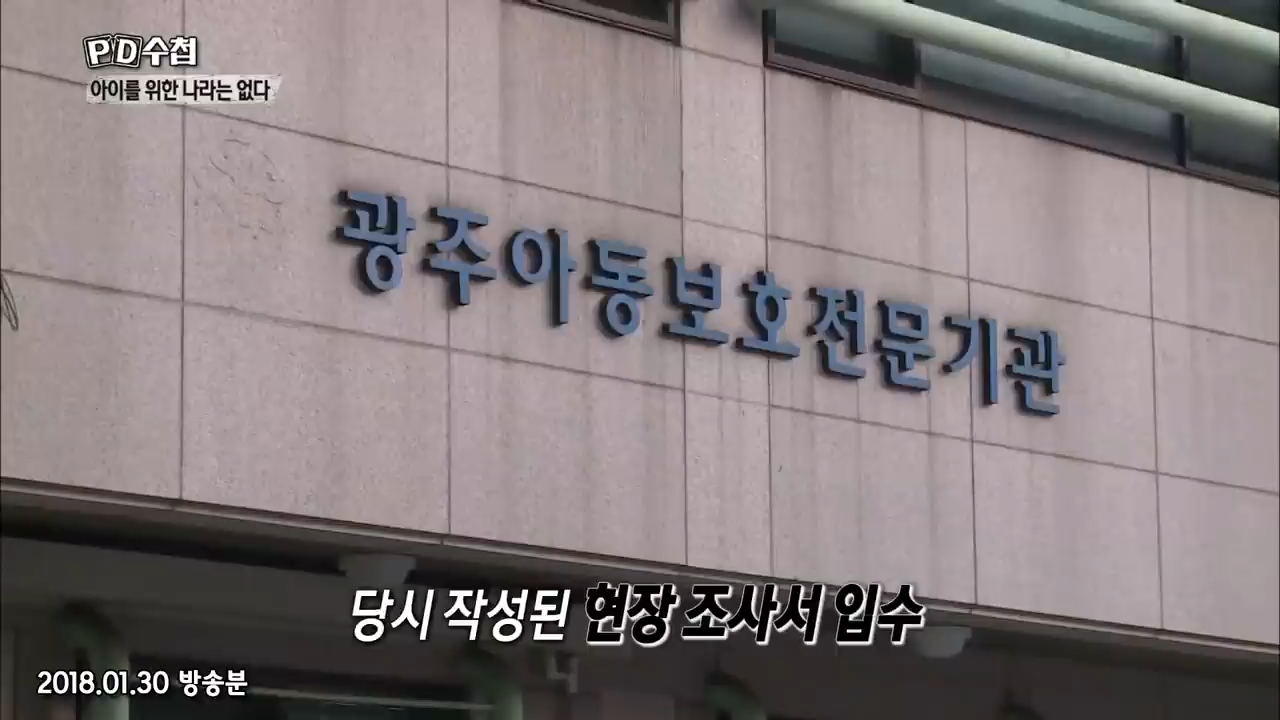 PD수첩
아이를 위한 나라는 없다
광주아동보호전문기관
당시 작성된 현장 조사서 입수
2018.01.30 방송분